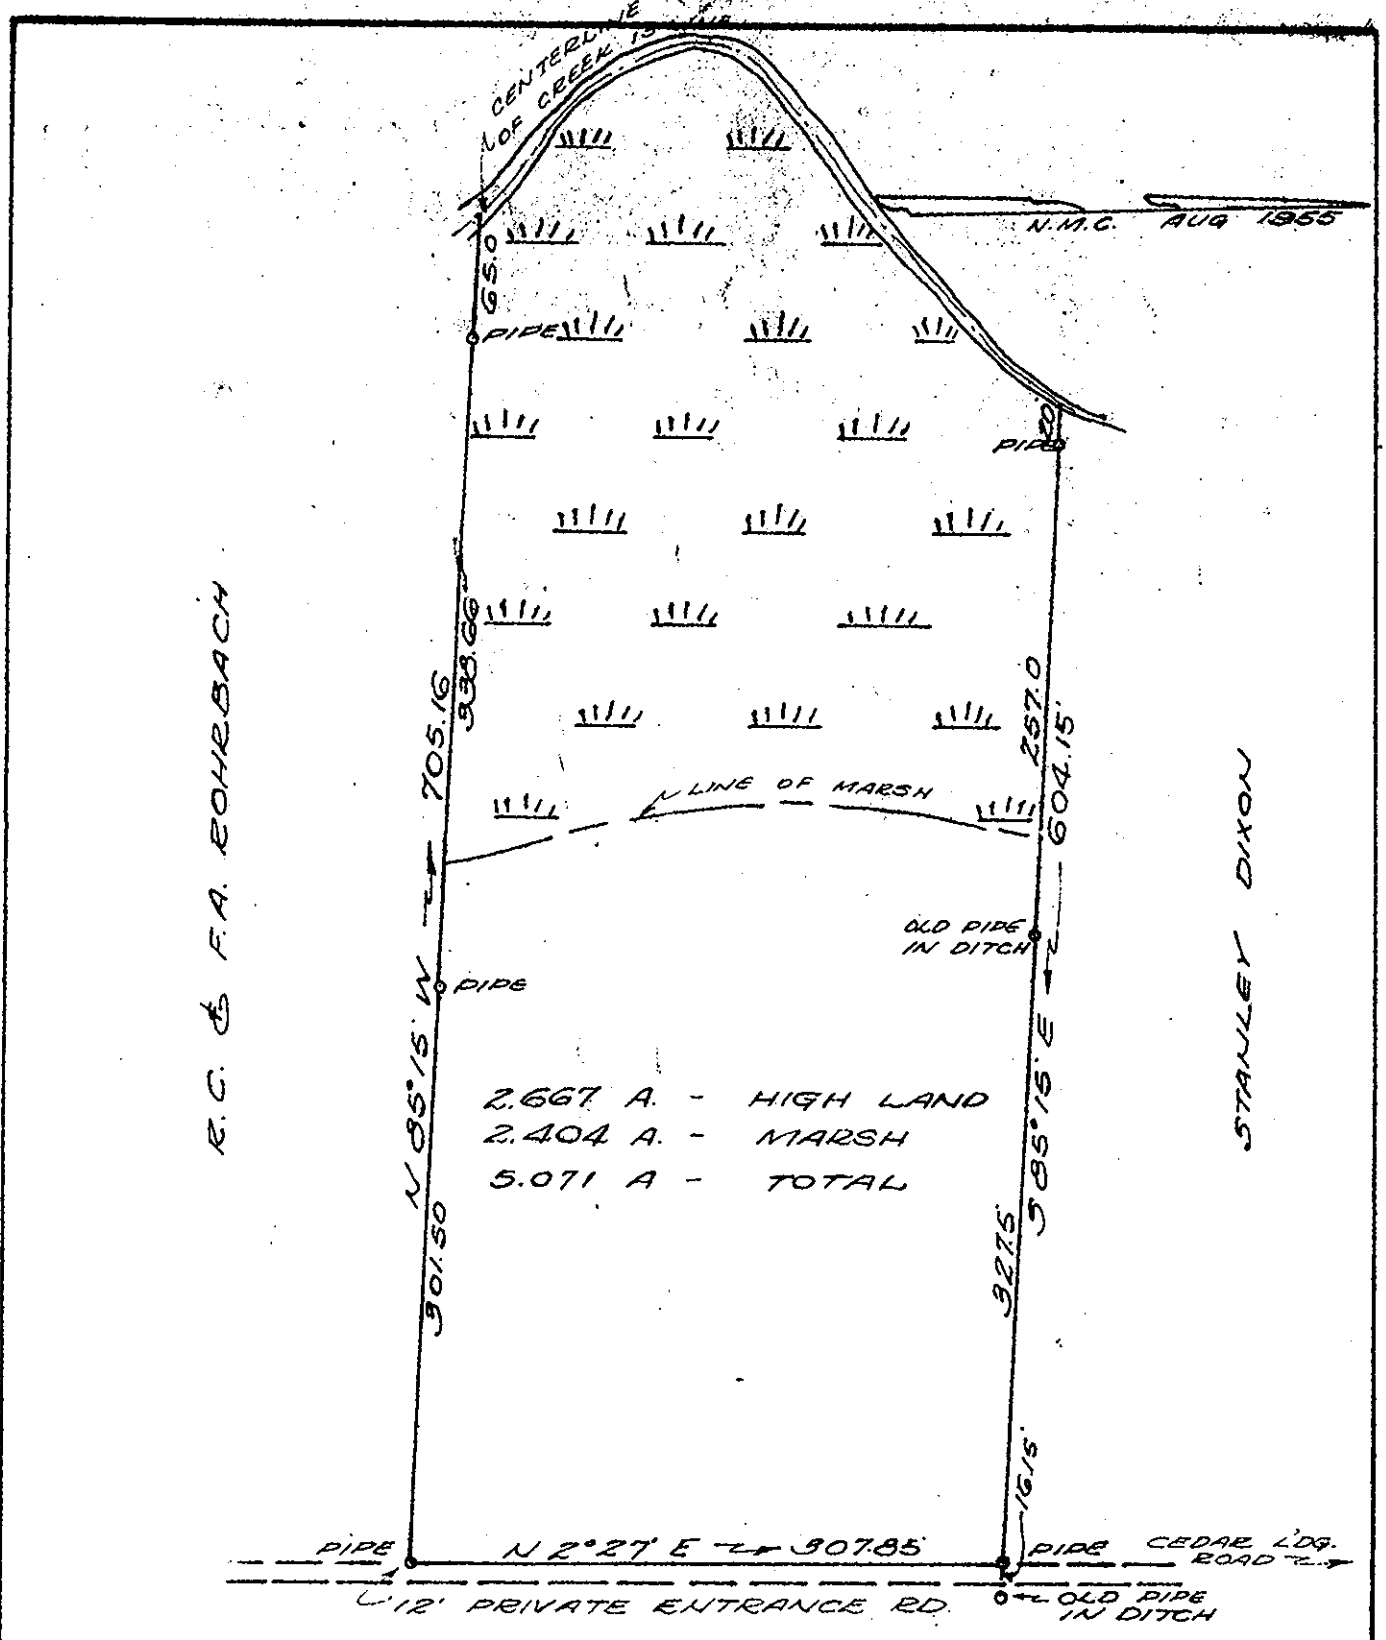 CENTERLINE
OF CREEK IS
N.M.C. AUG 1955
65.0
PIPE
20'
PIPE
338.66
N 85°15' W 705.16
257.0
S 85°15' E 604.15'
LINE OF MARSH
R.C. & F.A. ROHRBACH
STANLEY DIXON
OLD PIPE
IN DITCH
PIPE
2.667 A. - HIGH LAND
2.404 A. - MARSH
5.071 A - TOTAL
301.50
327.5
16.15'
PIPE
N 2°27' E 307.85
PIPE
CEDAR L'DG.
ROAD
12' PRIVATE ENTRANCE RD.
OLD PIPE
IN DITCH